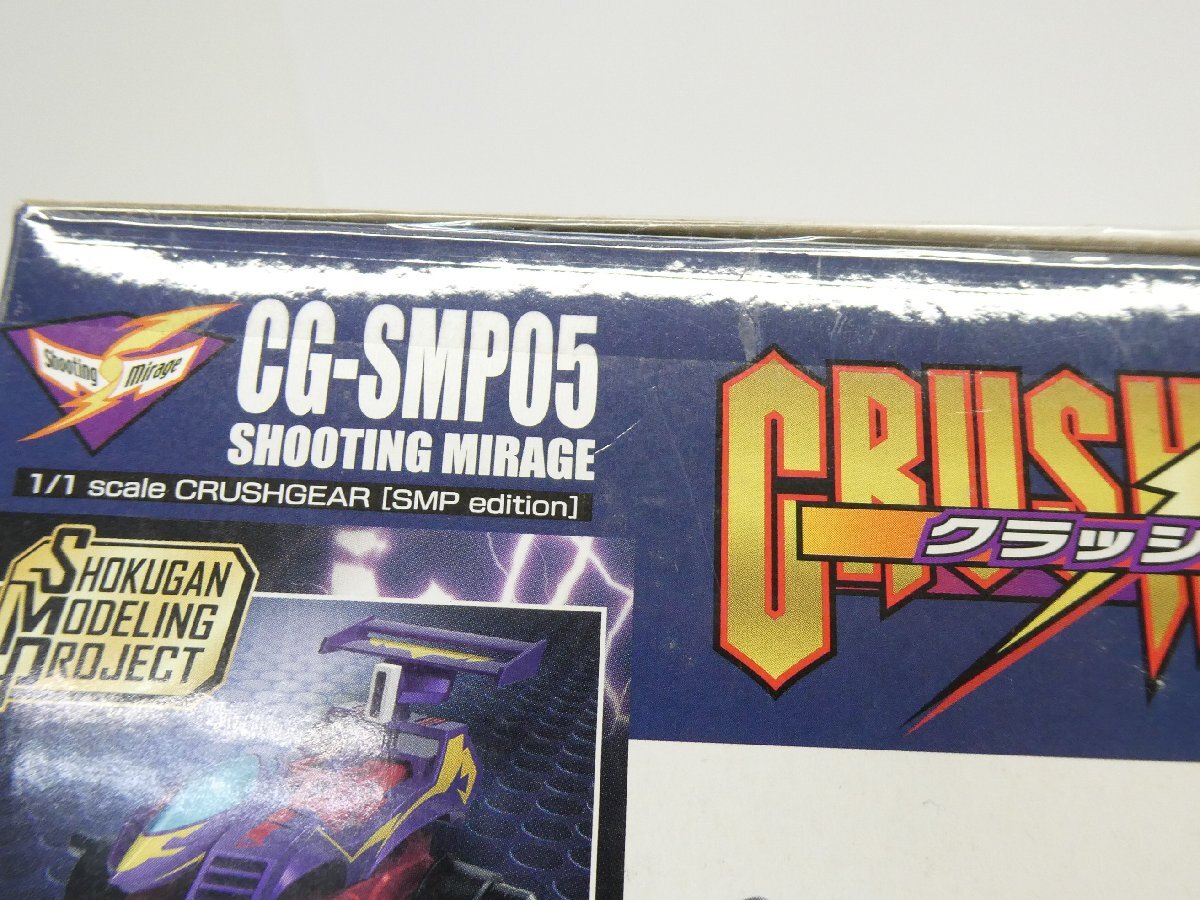 Shooting Mirage
CG-SMP05
SHOOTING MIRAGE
1/1 scale CRUSHGEAR [SMP edition]
SHOKUGAN
MODELING
PROJECT
CRUSH
クラッシ